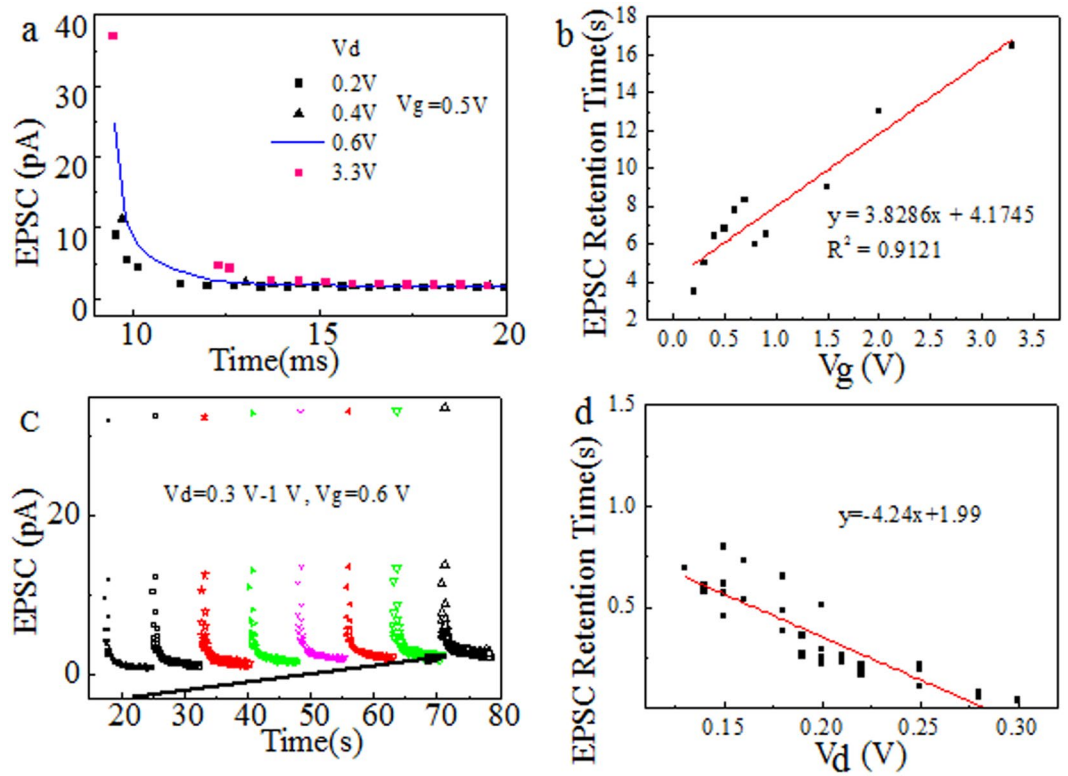 a
EPSC (pA)
40
30
20
10
0
Vd
0.2V
0.4V
0.6V
3.3V
Vg =0.5V
10 15 20
Time(ms)
b
EPSC Retention Time(s)
18
16
14
12
10
8
6
4
2
y = 3.8286x + 4.1745
R² = 0.9121
0.0 0.5 1.0 1.5 2.0 2.5 3.0 3.5
Vg (V)
c
EPSC (pA)
20
0
Vd=0.3 V-1 V, Vg=0.6 V
20 30 40 50 60 70 80
Time(s)
d
EPSC Retention Time(s)
1.5
1.0
0.5
0.0
y=-4.24x+1.99
0.15 0.20 0.25 0.30
Vd (V)